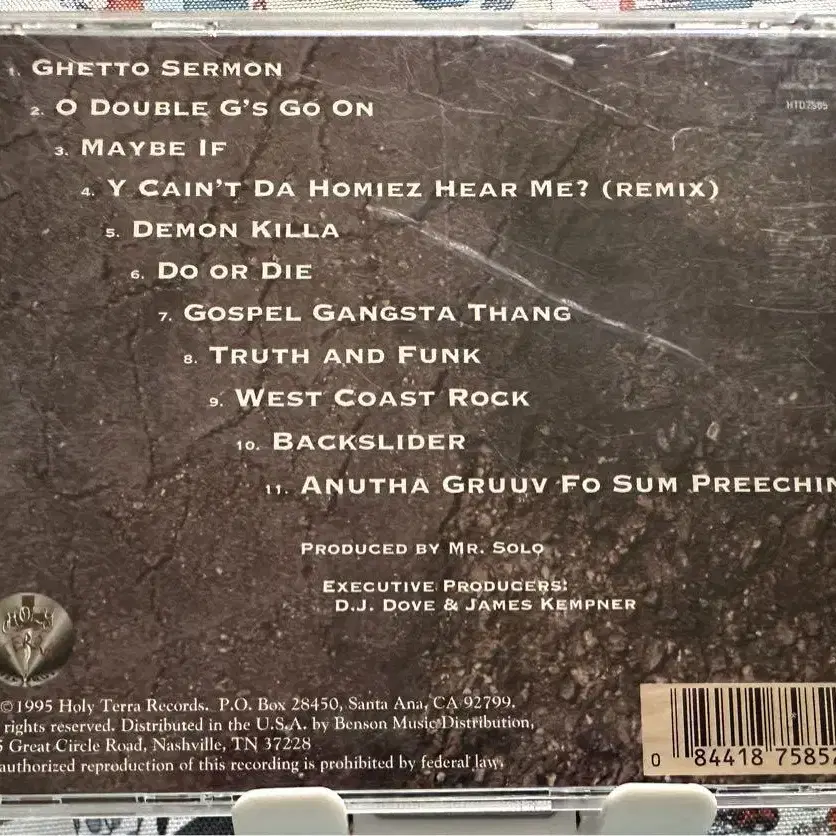 1. GHETTO SERMON
HTD7585
2. O DOUBLE G'S GO ON
3. MAYBE IF
4. Y CAIN'T DA HOMIEZ HEAR ME? (REMIX)
5. DEMON KILLA
6. DO OR DIE
7. GOSPEL GANGSTA THANG
8. TRUTH AND FUNK
9. WEST COAST ROCK
10. BACKSLIDER
11. ANUTHA GRUUV FO SUM PREECHIN
PRODUCED BY MR. SOLO
EXECUTIVE PRODUCERS:
D.J. DOVE & JAMES KEMPNER
HOLY
©1995 Holy Terra Records. P.O. Box 28450, Santa Ana, CA 92799.
rights reserved. Distributed in the U.S.A. by Benson Music Distribution,
5 Great Circle Road, Nashville, TN 37228
authorized reproduction of this recording is prohibited by federal law.
0 84418 75852